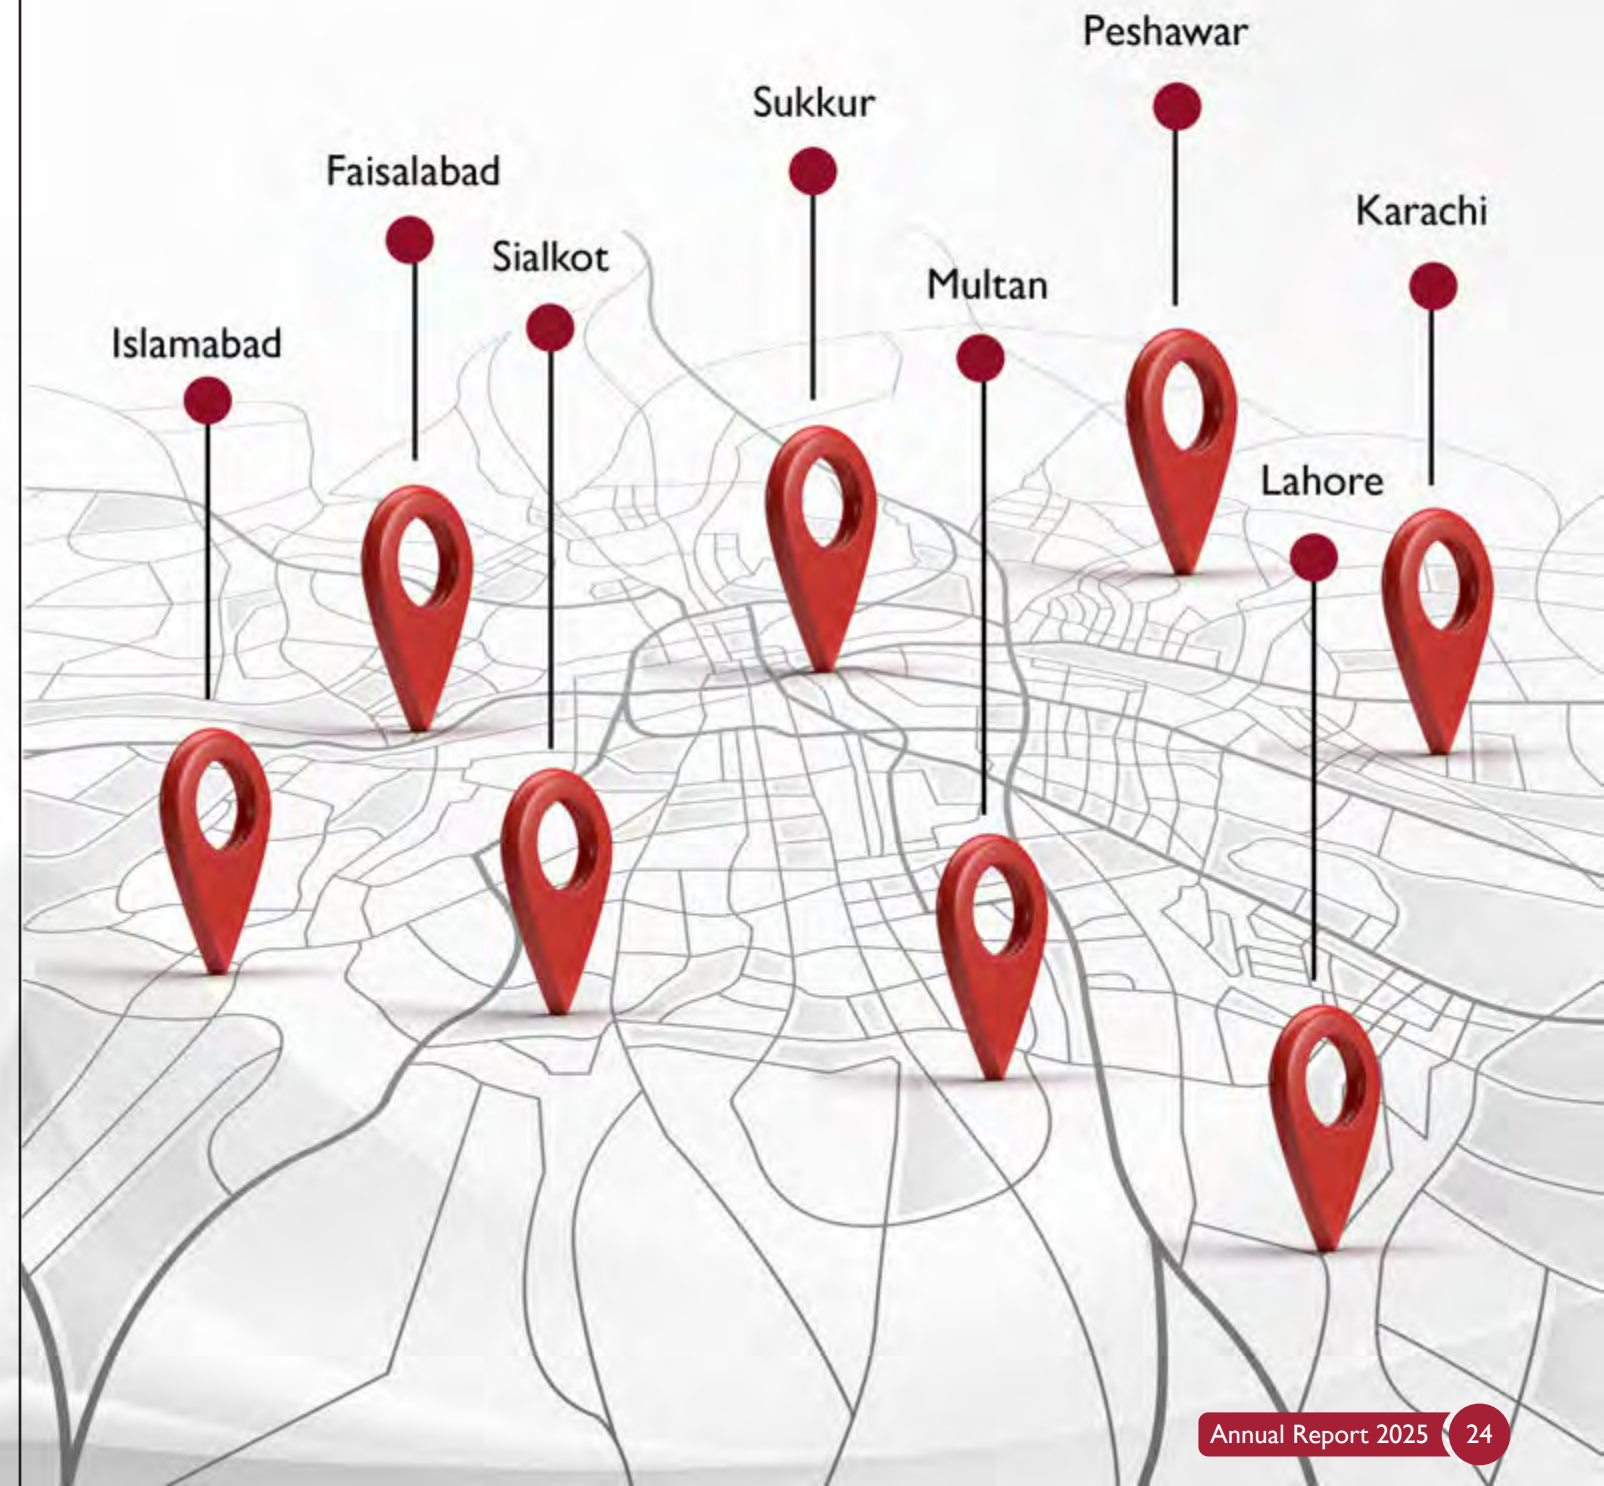 Peshawar
Sukkur
Faisalabad
Karachi
Sialkot
Multan
Islamabad
Lahore
Annual Report 2025 24